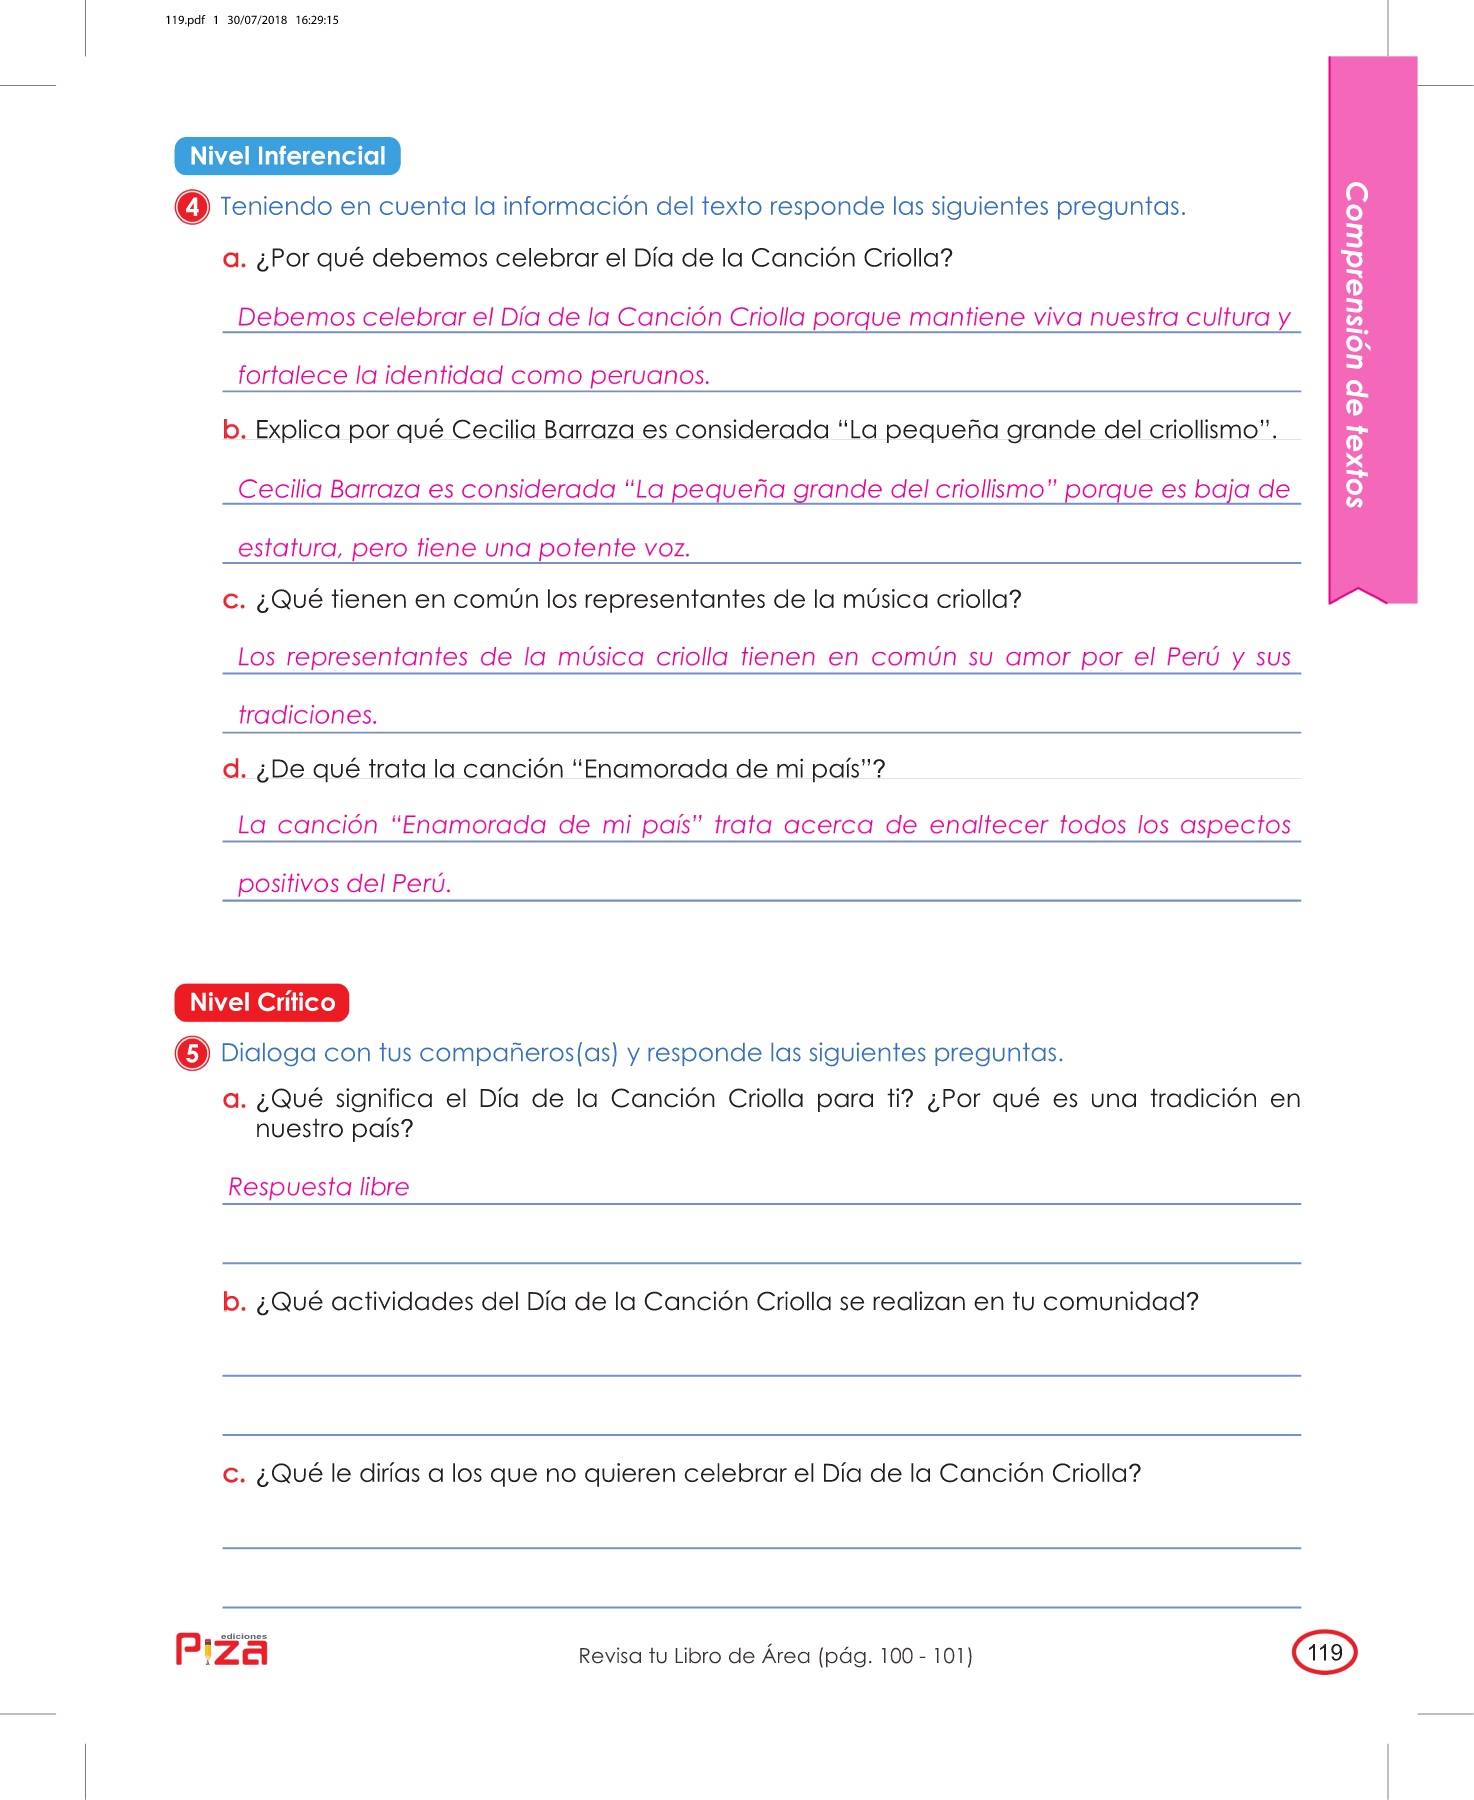 119.pdf 1 30/07/2018 16:29:15
Nivel Inferencial
4 Teniendo en cuenta la información del texto responde las siguientes preguntas.
a. ¿Por qué debemos celebrar el Día de la Canción Criolla?
Debemos celebrar el Día de la Canción Criolla porque mantiene viva nuestra cultura y
fortalece la identidad como peruanos.
b. Explica por qué Cecilia Barraza es considerada “La pequeña grande del criollismo”.
Cecilia Barraza es considerada “La pequeña grande del criollismo” porque es baja de
estatura, pero tiene una potente voz.
c. ¿Qué tienen en común los representantes de la música criolla?
Los representantes de la música criolla tienen en común su amor por el Perú y sus
tradiciones.
d. ¿De qué trata la canción “Enamorada de mi país”?
La canción “Enamorada de mi país” trata acerca de enaltecer todos los aspectos
positivos del Perú.
Comprensión de textos
Nivel Crítico
5 Dialoga con tus compañeros(as) y responde las siguientes preguntas.
a. ¿Qué significa el Día de la Canción Criolla para ti? ¿Por qué es una tradición en
nuestro país?
Respuesta libre
b. ¿Qué actividades del Día de la Canción Criolla se realizan en tu comunidad?
c. ¿Qué le dirías a los que no quieren celebrar el Día de la Canción Criolla?
ediciones
Piza
Revisa tu Libro de Área (pág. 100 - 101)
119